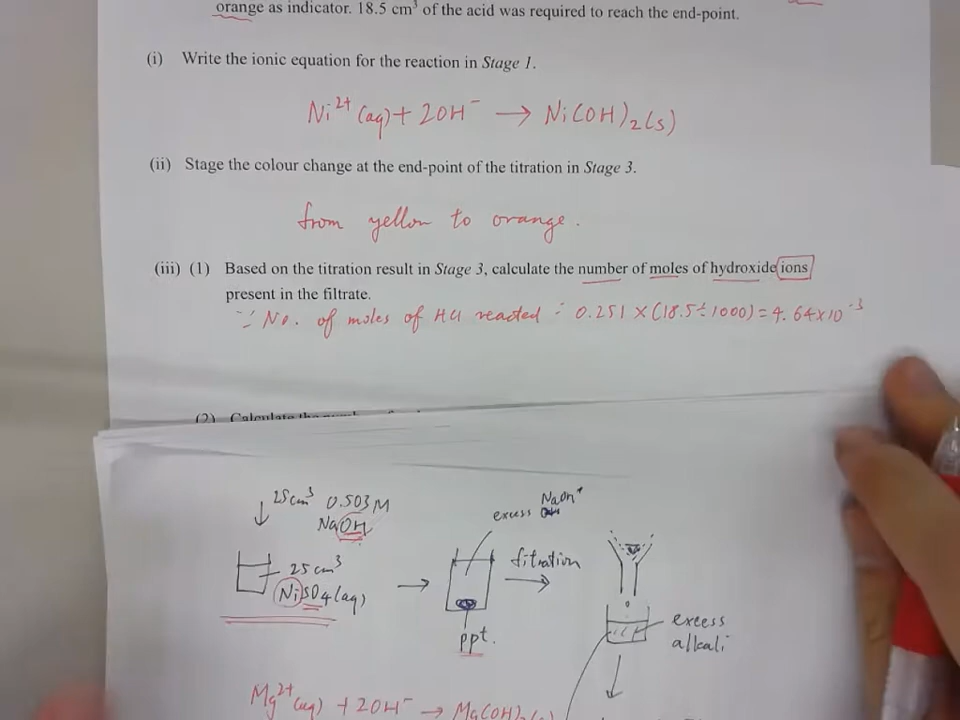 orange as indicator. 18.5 cm³ of the acid was required to reach the end-point.
(i) Write the ionic equation for the reaction in Stage 1.
Ni²⁺(aq) + 2OH⁻ → Ni(OH)₂(s)
(ii) Stage the colour change at the end-point of the titration in Stage 3.
from yellow to orange.
(iii) (1) Based on the titration result in Stage 3, calculate the number of moles of hydroxide ions
present in the filtrate.
∵ No. of moles of HCl reacted = 0.251 × (18.5÷1000) = 4.64×10⁻³
(2) Calculate the
25cm³ 0.503M
NaOH
25cm³
NiSO₄(aq)
excess NaOH
ppt.
filtration
excess
alkali
Mg²⁺(aq) + 2OH⁻ → Mg(OH)₂(s)